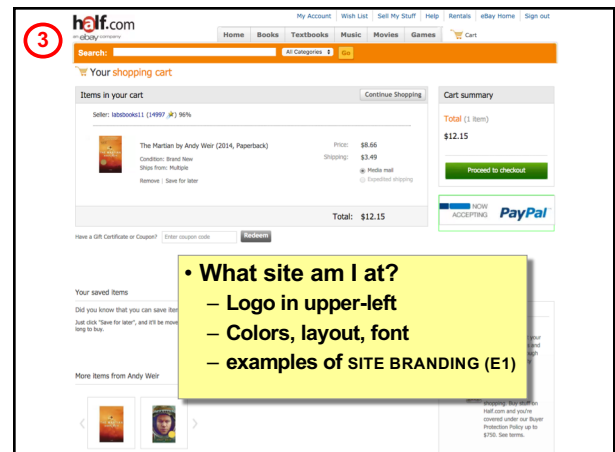 3
half.com
an ebay company
My Account Wish List Sell My Stuff Help Rentals eBay Home Sign out
Home Books Textbooks Music Movies Games Cart
Search: All Categories Go
Your shopping cart
Items in your cart
Continue Shopping
Cart summary
Seller: labsbooks11 (14997) 96%
Total (1 item)
$12.15
The Martian by Andy Weir (2014, Paperback)
Price: $8.66
Condition: Brand New
Shipping: $3.49
Ships from: Multiple
Media mail
Remove | Save for later
Expedited shipping
Proceed to checkout
NOW
ACCEPTING PayPal
Total: $12.15
Have a Gift Certificate or Coupon? Enter coupon code Redeem
• What site am I at?
– Logo in upper-left
– Colors, layout, font
– examples of SITE BRANDING (E1)
Your saved items
Did you know that you can save iter
Just click "Save for later", and it'll be move
long to buy.
More items from Andy Weir
your
and
ugh
shopping. Buy stuff on
Half.com and you're
covered under our Buyer
Protection Policy up to
$750. See terms.